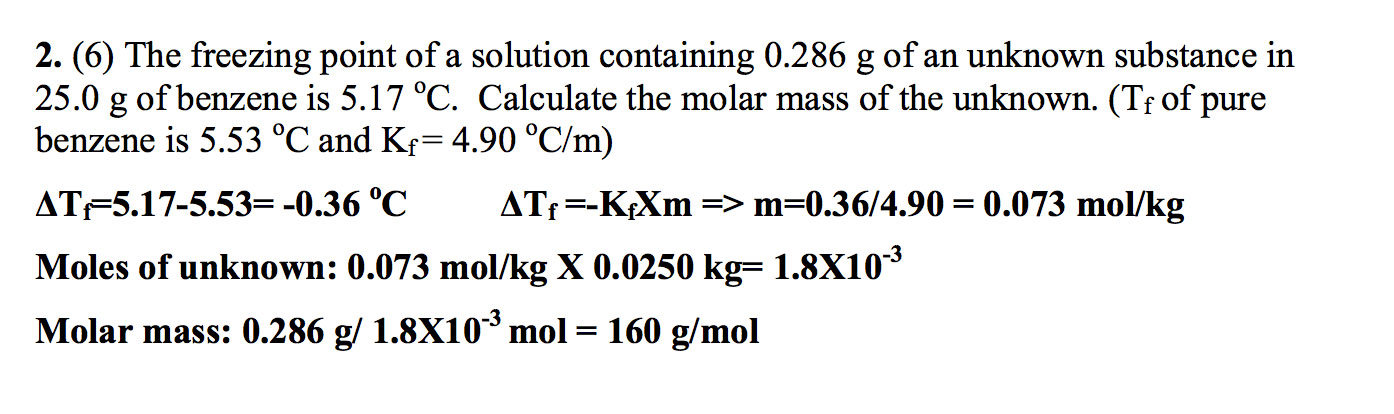 2. (6) The freezing point of a solution containing 0.286 g of an unknown substance in
25.0 g of benzene is 5.17 ºC.  Calculate the molar mass of the unknown. (Tf of pure
benzene is 5.53 ºC and Kf= 4.90 ºC/m)
ΔTf=5.17-5.53= -0.36 ºC ΔTf =-KfXm => m=0.36/4.90 = 0.073 mol/kg
Moles of unknown: 0.073 mol/kg X 0.0250 kg= 1.8X10-3
Molar mass: 0.286 g/ 1.8X10-3 mol = 160 g/mol